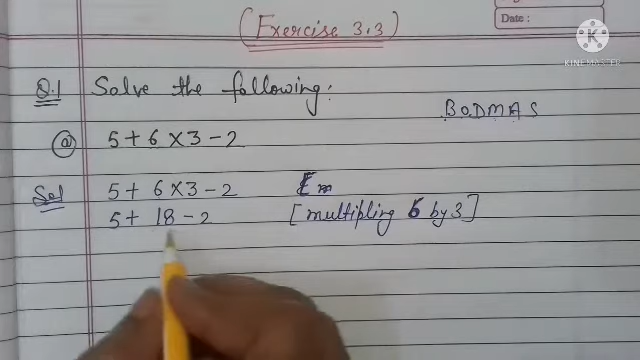 Date :
(Exercise 3.3)
KINEMASTER
Q.1 Solve the following:
BODMAS
(a) 5 + 6 × 3 - 2
Sol 5 + 6 × 3 - 2
5 + 18 - 2 [multipling 6 by 3]